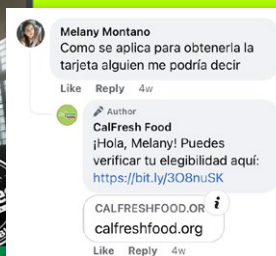 Melany Montano
Como se aplica para obtenerla la
tarjeta alguien me podría decir
Like Reply 4w
Author
CalFresh Food
¡Hola, Melany! Puedes
verificar tu elegibilidad aquí:
https://bit.ly/3O8nuSK
CALFRESHFOOD.OR
i
calfreshfood.org
Like Reply 4w